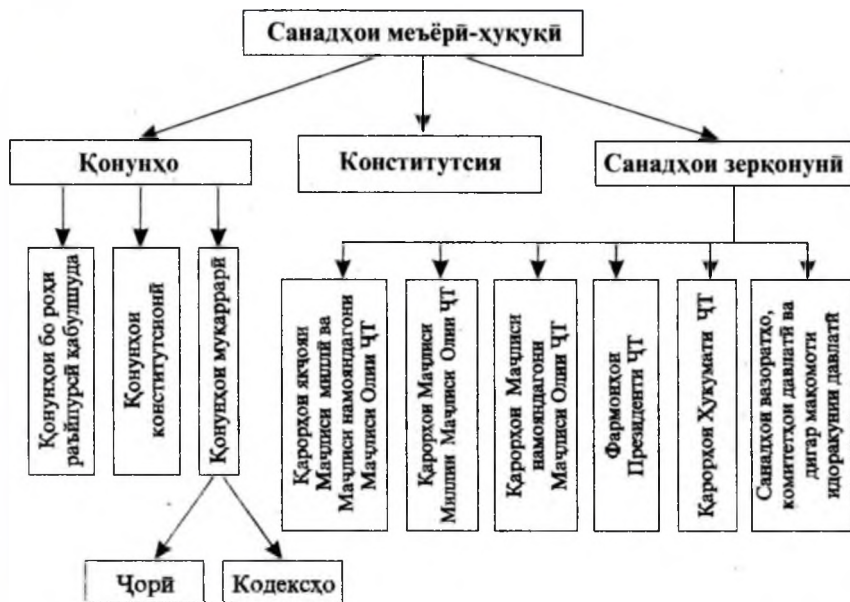 Санадҳои меъёрӣ-ҳуқуқӣ
Қонунҳо
Конститутсия
Санадҳои зерқонунӣ
Қонунҳои бо роҳи
раъйпурсӣ қабулшуда
Қонунҳои
конститутсионӣ
Қонунҳои муқаррарӣ
Қарорҳои якҷояи
Маҷлиси миллӣ ва
Маҷлиси намояндагони
Маҷлиси Олии ҶТ
Қарорҳои Маҷлиси
Миллии Маҷлиси Олии ҶТ
Қарорҳои Маҷлиси
намояндагони
Маҷлиси Олии ҶТ
Фармонҳои
Президенти ҶТ
Қарорҳои Ҳукумати ҶТ
Санадҳои вазоратҳо,
комитетҳои давлатӣ ва
дигар мақомоти
идоракунии давлатӣ
Ҷорӣ
Кодексҳо